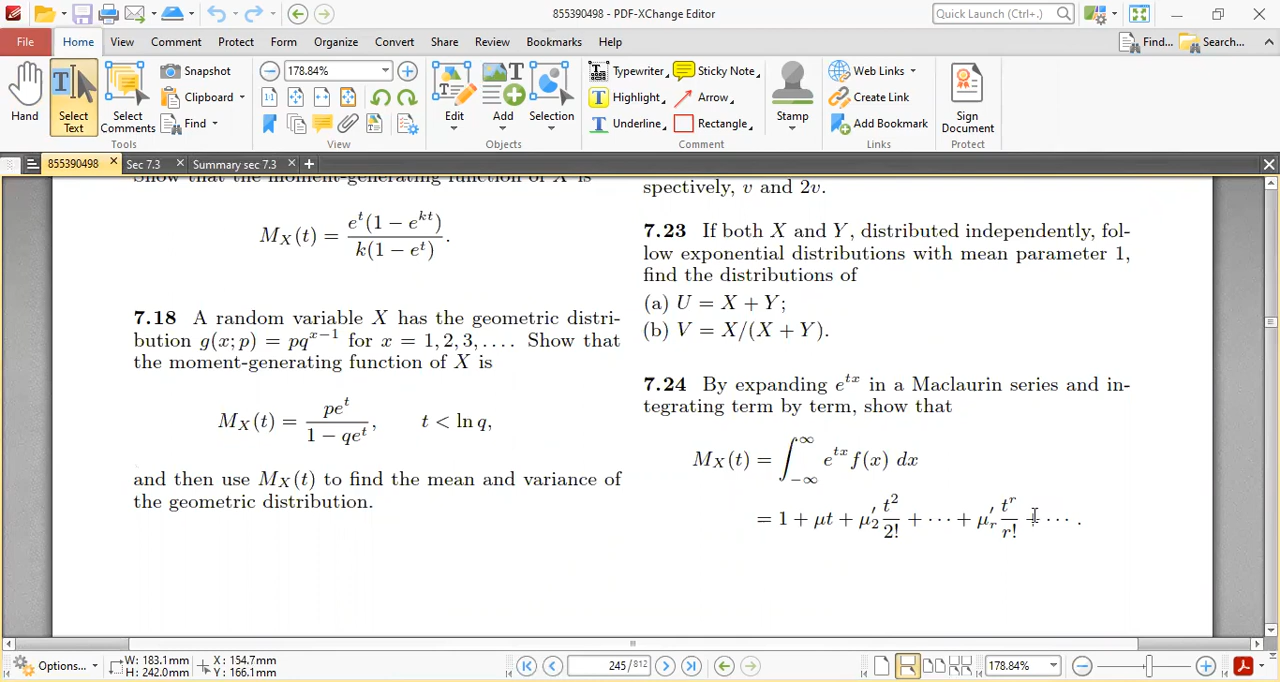 855390498 - PDF-XChange Editor
Quick Launch (Ctrl+.)
File Home View Comment Protect Form Organize Convert Share Review Bookmarks Help
Find... Search...
Hand
Select Text
Select Comments
Tools
Snapshot
Clipboard
Find
178.84%
View
Edit
Add
Selection
Objects
Typewriter
Highlight
Underline
Sticky Note
Arrow
Rectangle
Stamp
Comment
Web Links
Create Link
Add Bookmark
Links
Sign Document
Protect
855390498 Sec 7.3 Summary sec 7.3
Show that the moment-generating function of X is
M_X(t) = e^t(1 − e^{kt}) / k(1 − e^t).
7.18 A random variable X has the geometric distri-
bution g(x; p) = pq^{x−1} for x = 1, 2, 3, . . . . Show that
the moment-generating function of X is
M_X(t) = pe^t / 1 − qe^t, t < ln q,
and then use M_X(t) to find the mean and variance of
the geometric distribution.
spectively, v and 2v.
7.23 If both X and Y, distributed independently, fol-
low exponential distributions with mean parameter 1,
find the distributions of
(a) U = X + Y;
(b) V = X/(X + Y).
7.24 By expanding e^{tx} in a Maclaurin series and in-
tegrating term by term, show that
M_X(t) = ∫_{−∞}^{∞} e^{tx} f(x) dx
= 1 + μt + μ′_2 t^2/2! + · · · + μ′_r t^r/r! + · · · .
Options...
W: 183.1mm
H: 242.0mm
X: 154.7mm
Y: 166.1mm
245 / 812
178.84%